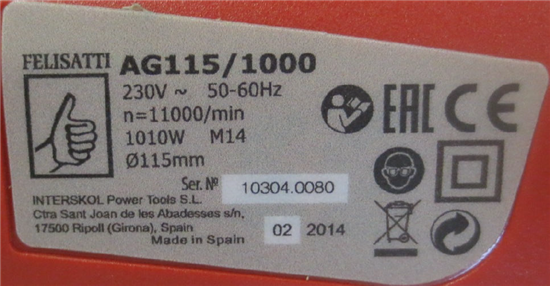 FELISATTI AG115/1000
230V ~ 50-60Hz
n=11000/min
1010W M14
Ø115mm
Ser. № 10304.0080
INTERSKOL Power Tools S.L.
Ctra Sant Joan de les Abadesses s/n,
17500 Ripoll (Girona), Spain
Made in Spain 02 2014
EAC CE